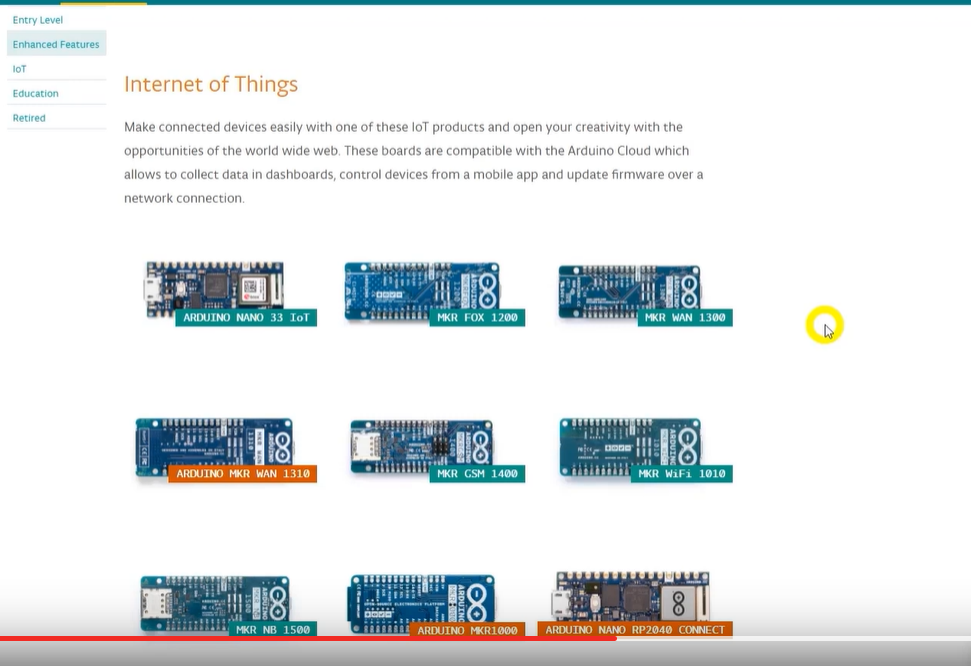 Entry Level
Enhanced Features
IoT
Education
Retired
Internet of Things
Make connected devices easily with one of these IoT products and open your creativity with the
opportunities of the world wide web. These boards are compatible with the Arduino Cloud which
allows to collect data in dashboards, control devices from a mobile app and update firmware over a
network connection.
ARDUINO NANO 33 IoT
MKR FOX 1200
MKR WAN 1300
ARDUINO MKR WAN 1310
MKR GSM 1400
MKR WiFi 1010
MKR NB 1500
ARDUINO MKR1000
ARDUINO NANO RP2040 CONNECT